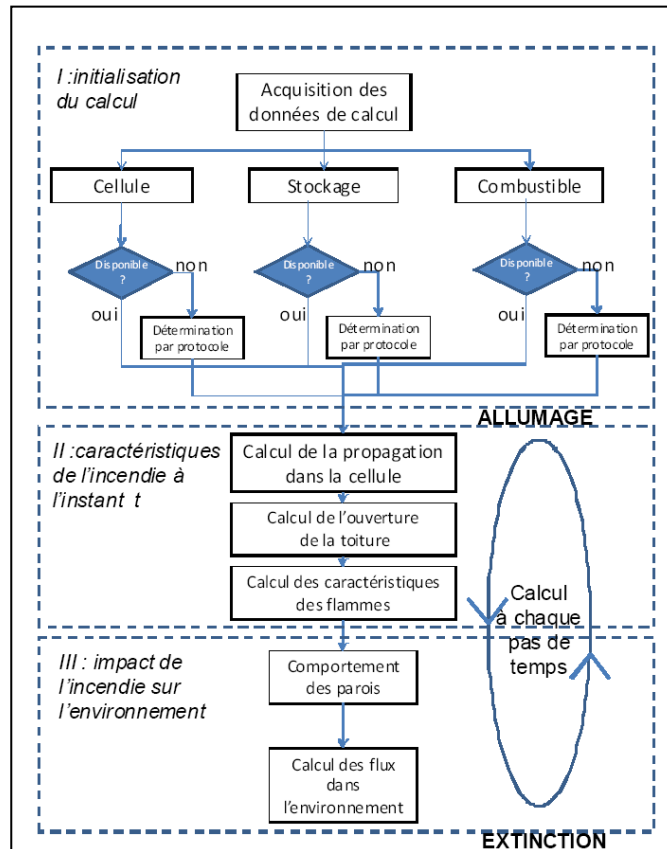 I :initialisation
du calcul
Acquisition des
données de calcul
Cellule
Stockage
Combustible
Disponible
?
non
oui
Disponible
?
non
oui
Disponible
?
non
oui
Détermination
par protocole
Détermination
par protocole
Détermination
par protocole
ALLUMAGE
II :caractéristiques
de l'incendie à
l'instant t
Calcul de la propagation
dans la cellule
Calcul de l'ouverture
de la toiture
Calcul des caractéristiques
des flammes
Calcul
à chaque
pas de
temps
III : impact de
l'incendie sur
l'environnement
Comportement
des parois
Calcul des flux
dans
l'environnement
EXTINCTION